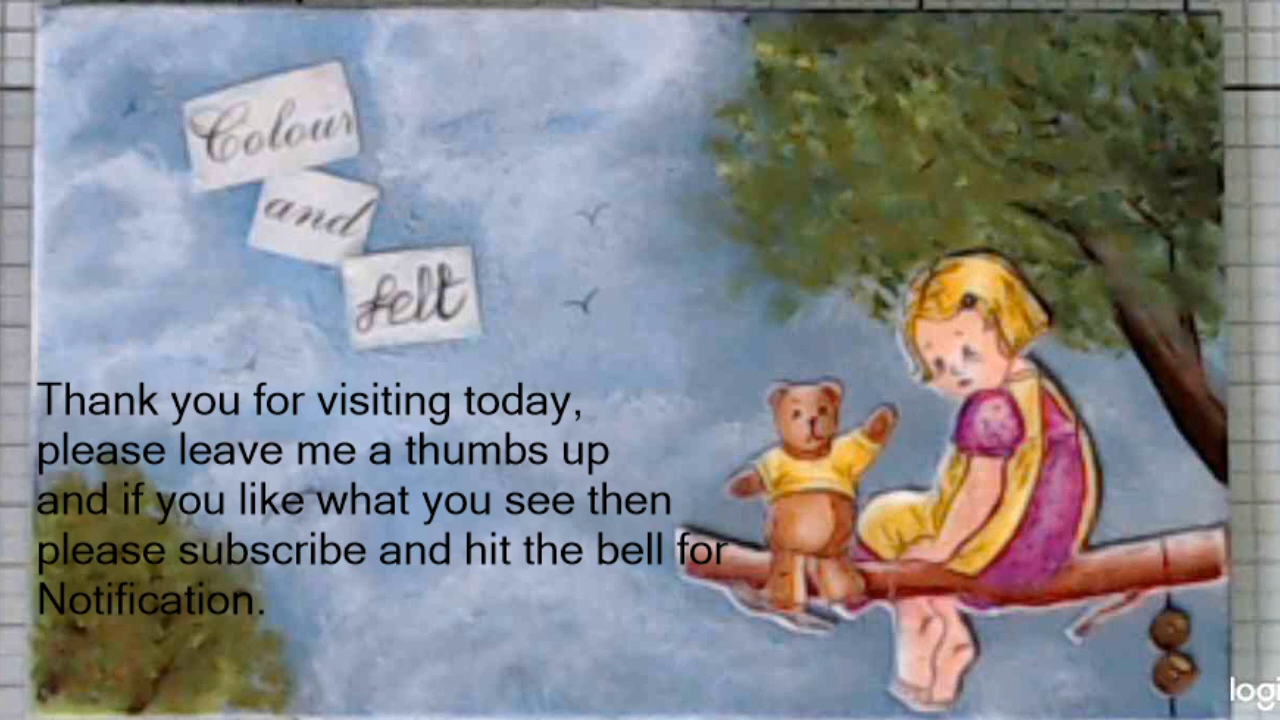 Colour
and
felt
Thank you for visiting today,
please leave me a thumbs up
and if you like what you see then
please subscribe and hit the bell for
Notification.
logi